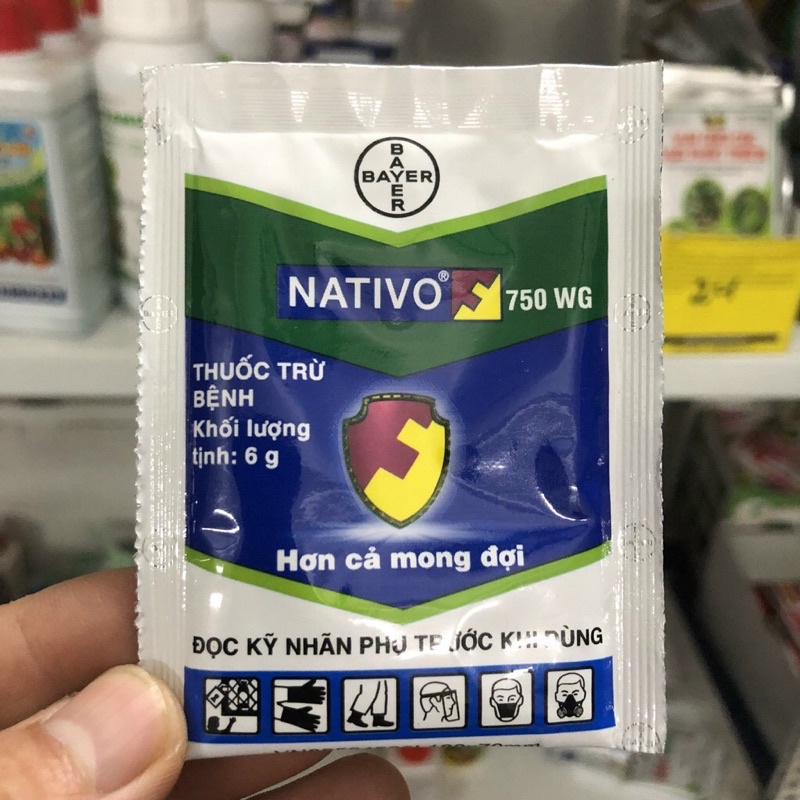 BAYER
BAYER
NATIVO®
750 WG
THUỐC TRỪ
BỆNH
Khối lượng
tịnh: 6 g
Hơn cả mong đợi
ĐỌC KỸ NHÃN PHỤ TRƯỚC KHI DÙNG